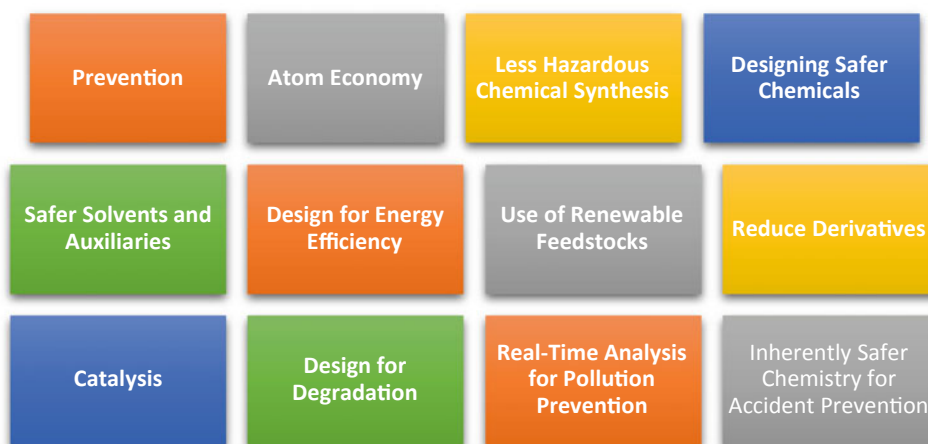 Prevention
Atom Economy
Less Hazardous
Chemical Synthesis
Designing Safer
Chemicals
Safer Solvents and
Auxiliaries
Design for Energy
Efficiency
Use of Renewable
Feedstocks
Reduce Derivatives
Catalysis
Design for
Degradation
Real-Time Analysis
for Pollution
Prevention
Inherently Safer
Chemistry for
Accident Prevention